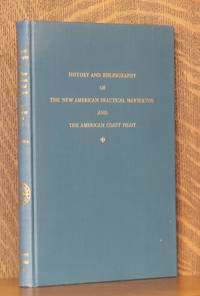 HISTORY AND BIBLIOGRAPHY
OF
THE NEW AMERICAN PRACTICAL NAVIGATOR
AND
THE AMERICAN COAST PILOT